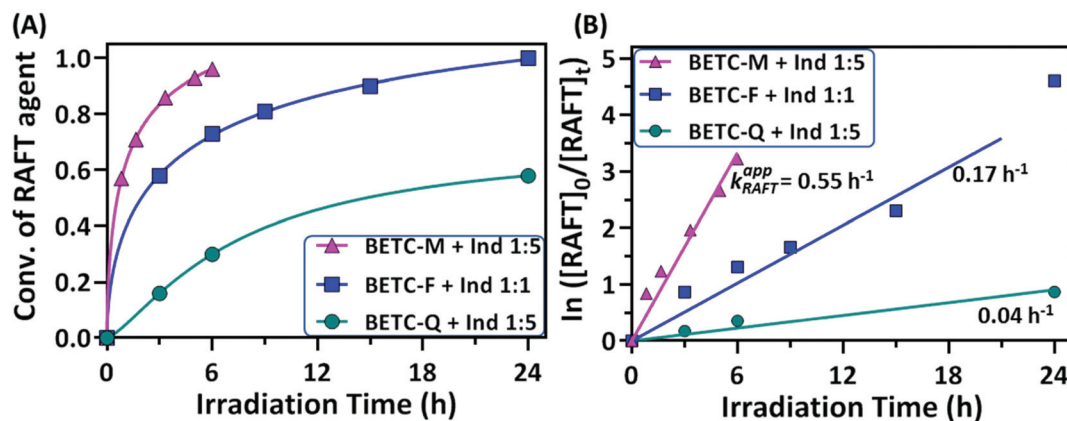 (A)
Conv. of RAFT agent
1.0
0.8
0.6
0.4
0.2
0.0
BETC-M + Ind 1:5
BETC-F + Ind 1:1
BETC-Q + Ind 1:5
0 6 12 18 24
Irradiation Time (h)
(B)
ln ([RAFT]0/[RAFT]t)
5
4
3
2
1
0
BETC-M + Ind 1:5
BETC-F + Ind 1:1
BETC-Q + Ind 1:5
k_RAFT^app = 0.55 h⁻¹
0.17 h⁻¹
0.04 h⁻¹
0 6 12 18 24
Irradiation Time (h)